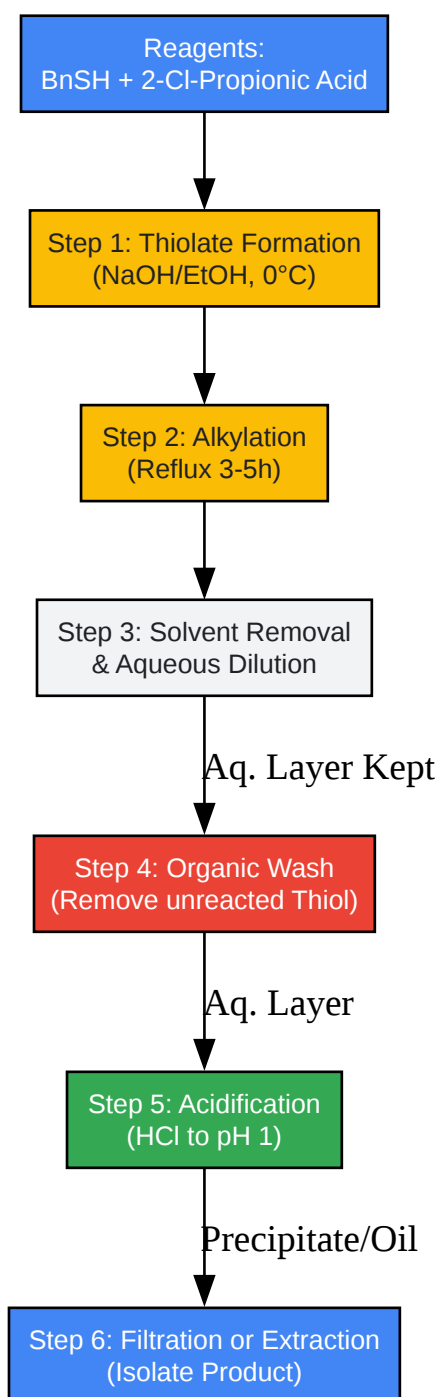 Reagents:
BnSH + 2-Cl-Propionic Acid
Step 1: Thiolate Formation
(NaOH/EtOH, 0°C)
Step 2: Alkylation
(Reflux 3-5h)
Step 3: Solvent Removal
& Aqueous Dilution
Aq. Layer Kept
Step 4: Organic Wash
(Remove unreacted Thiol)
Aq. Layer
Step 5: Acidification
(HCl to pH 1)
Precipitate/Oil
Step 6: Filtration or Extraction
(Isolate Product)